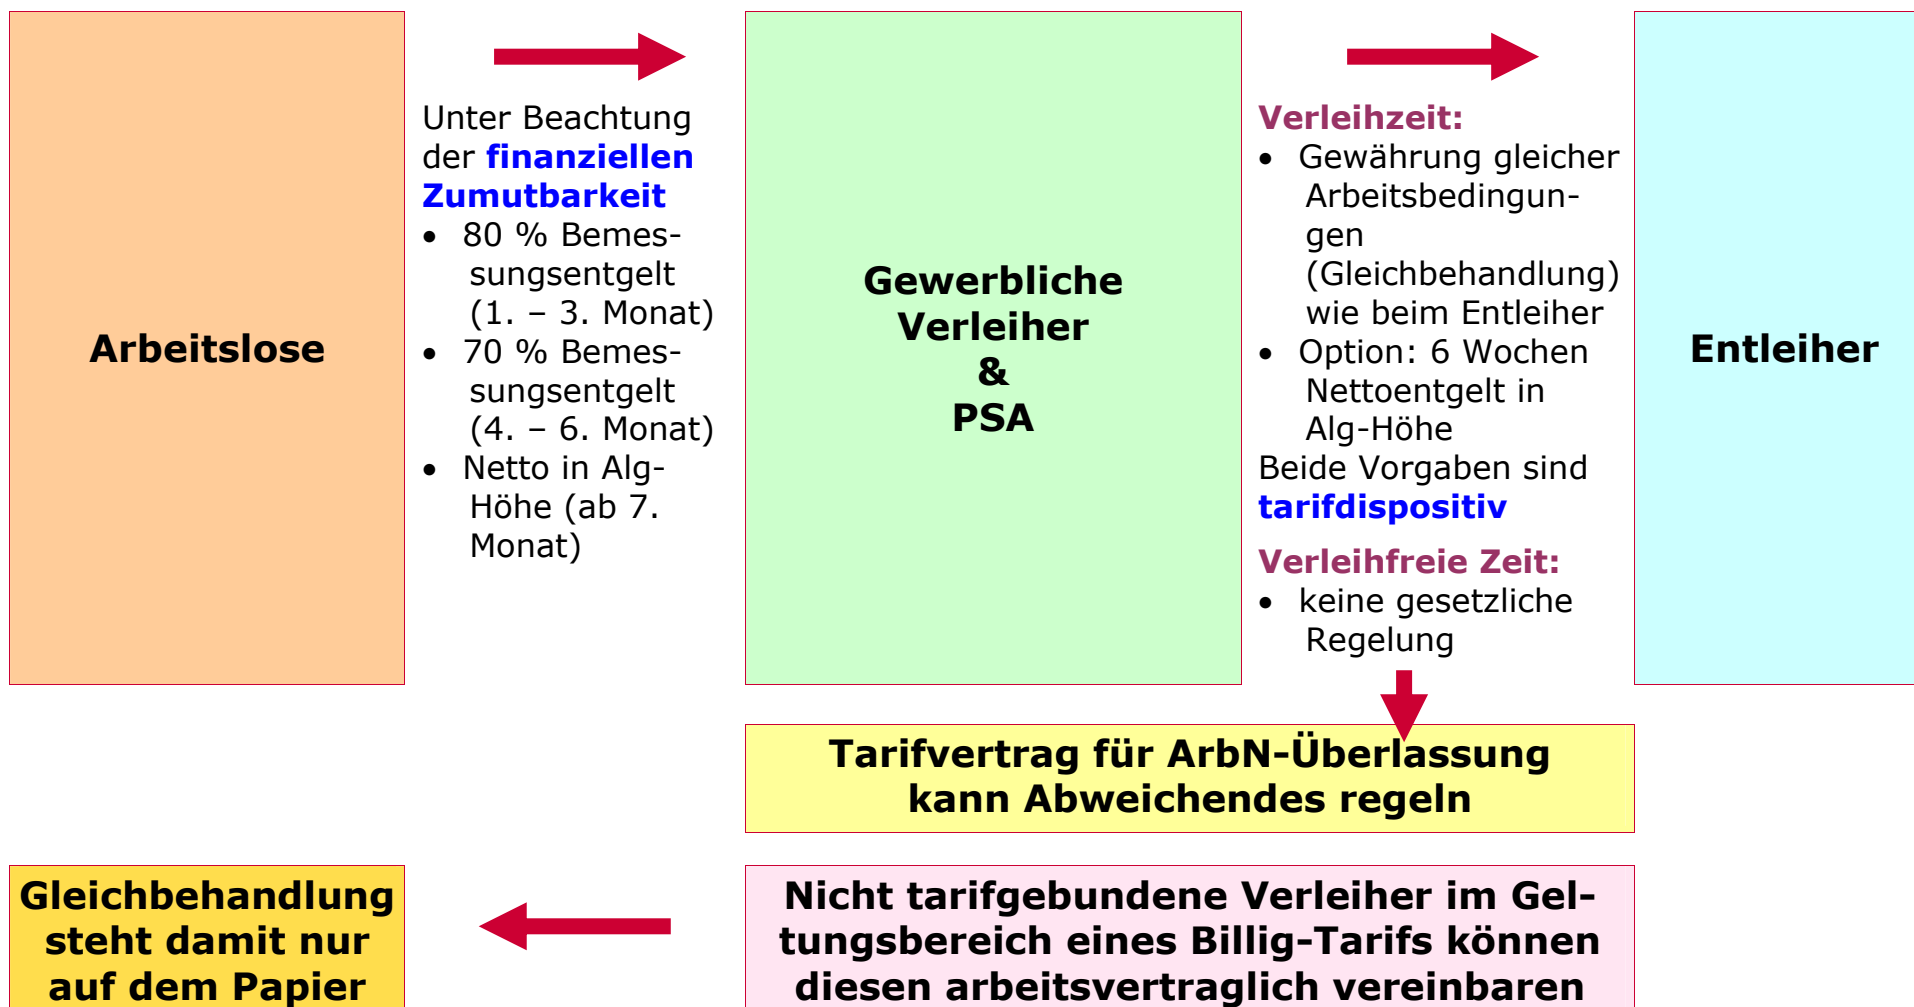 Arbeitslose
Unter Beachtung
der finanziellen
Zumutbarkeit
• 80 % Bemes-
sungsentgelt
(1. – 3. Monat)
• 70 % Bemes-
sungsentgelt
(4. – 6. Monat)
• Netto in Alg-
Höhe (ab 7.
Monat)
Gewerbliche
Verleiher
&
PSA
Verleihzeit:
• Gewährung gleicher
Arbeitsbedingun-
gen
(Gleichbehandlung)
wie beim Entleiher
• Option: 6 Wochen
Nettoentgelt in
Alg-Höhe
Beide Vorgaben sind
tarifdispositiv
Verleihfreie Zeit:
• keine gesetzliche
Regelung
Entleiher
Tarifvertrag für ArbN-Überlassung
kann Abweichendes regeln
Nicht tarifgebundene Verleiher im Gel-
tungsbereich eines Billig-Tarifs können
diesen arbeitsvertraglich vereinbaren
Gleichbehandlung
steht damit nur
auf dem Papier